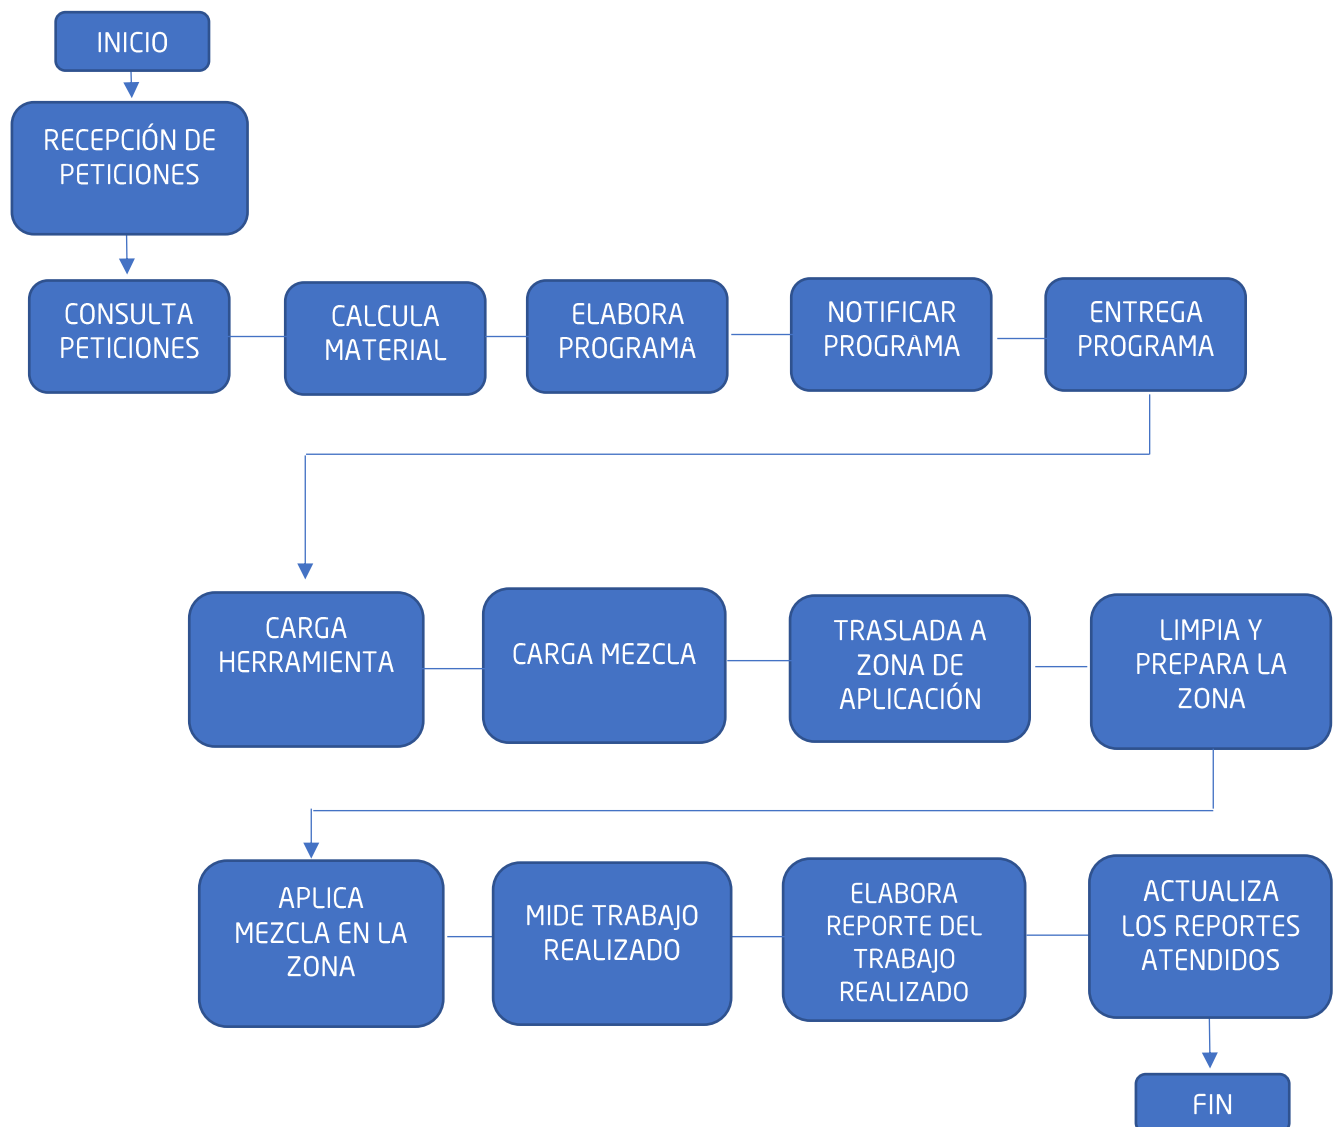 INICIO
RECEPCIÓN DE
PETICIONES
CONSULTA
PETICIONES
CALCULA
MATERIAL
ELABORA
PROGRAMA
NOTIFICAR
PROGRAMA
ENTREGA
PROGRAMA
CARGA
HERRAMIENTA
CARGA MEZCLA
TRASLADA A
ZONA DE
APLICACIÓN
LIMPIA Y
PREPARA LA
ZONA
APLICA
MEZCLA EN LA
ZONA
MIDE TRABAJO
REALIZADO
ELABORA
REPORTE DEL
TRABAJO
REALIZADO
ACTUALIZA
LOS REPORTES
ATENDIDOS
FIN